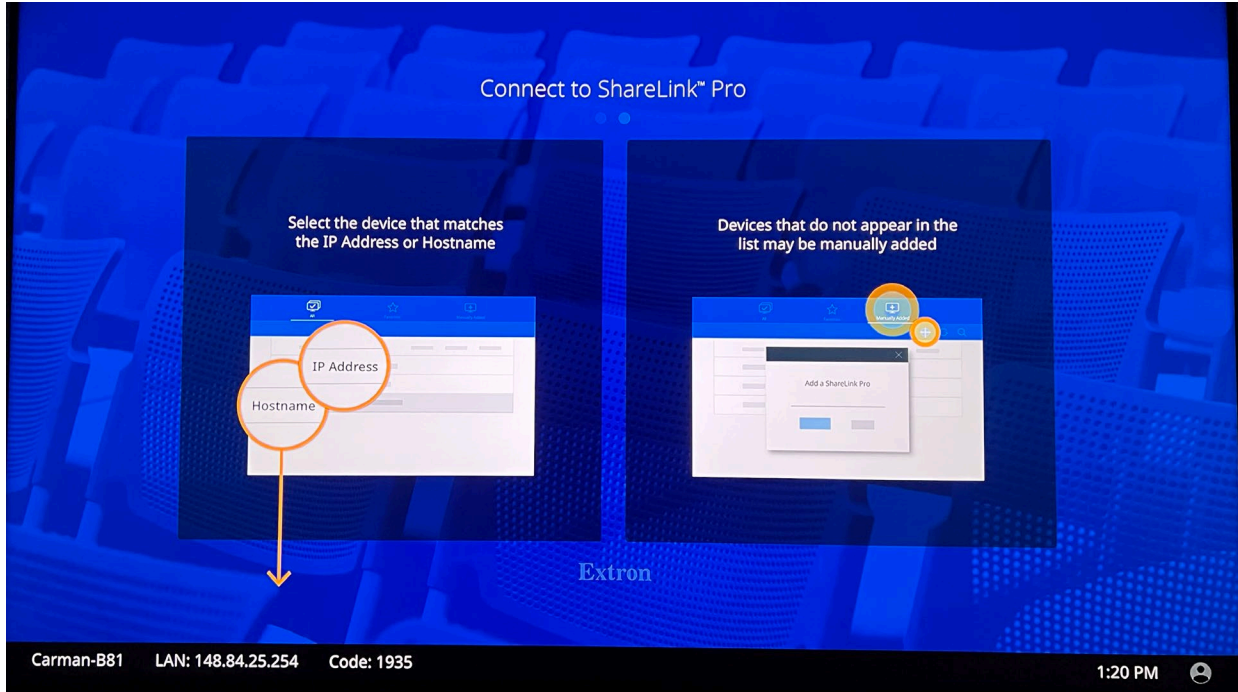 Connect to ShareLink™ Pro
Select the device that matches
the IP Address or Hostname
All
IP Address
Hostname
Devices that do not appear in the
list may be manually added
Manually Added
Add a ShareLink Pro
Extron
Carman-B81 LAN: 148.84.25.254 Code: 1935
1:20 PM